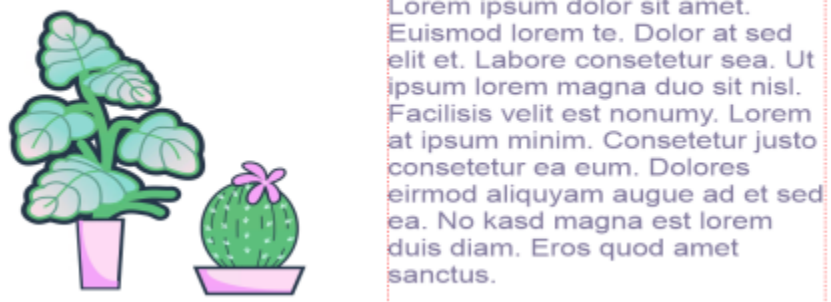 Lorem ipsum dolor sit amet.
Euismod lorem te. Dolor at sed
elit et. Labore consetetur sea. Ut
ipsum lorem magna duo sit nisl.
Facilisis velit est nonumy. Lorem
at ipsum minim. Consetetur justo
consetetur ea eum. Dolores
eirmod aliquyam augue ad et sed
ea. No kasd magna est lorem
duis diam. Eros quod amet
sanctus.